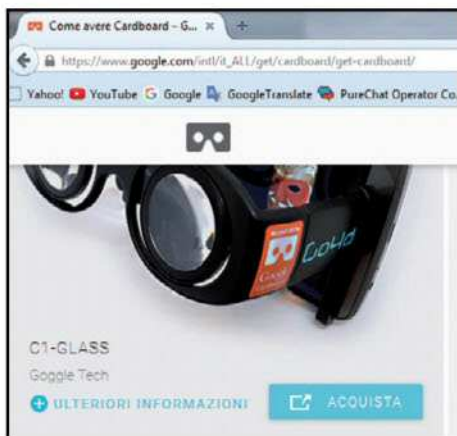 Come avere Cardboard – G...
https://www.google.com/intl/it_ALL/get/cardboard/get-cardboard/
Yahoo! YouTube Google GoogleTranslate PureChat Operator Co
Google
C1-GLASS
Goggle Tech
ULTERIORI INFORMAZIONI
ACQUISTA